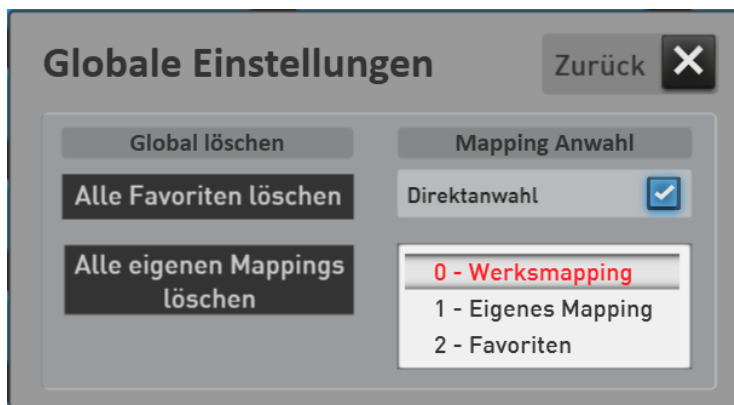 Globale Einstellungen
Zurück
Global löschen
Alle Favoriten löschen
Alle eigenen Mappings
löschen
Mapping Anwahl
Direktanwahl
0 - Werksmapping
1 - Eigenes Mapping
2 - Favoriten